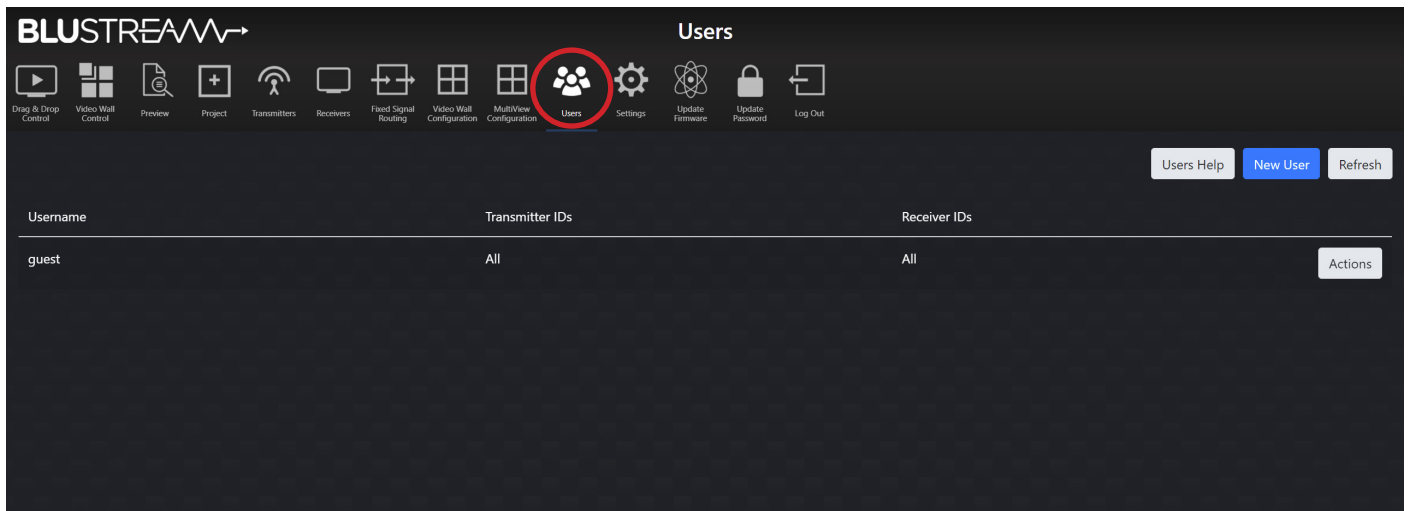 BLUSTREAM
Users
Drag & Drop Control
Video Wall Control
Preview
Project
Transmitters
Receivers
Fixed Signal Routing
Video Wall Configuration
MultiView Configuration
Users
Settings
Update Firmware
Update Password
Log Out
Users Help
New User
Refresh
Username
Transmitter IDs
Receiver IDs
guest
All
All
Actions